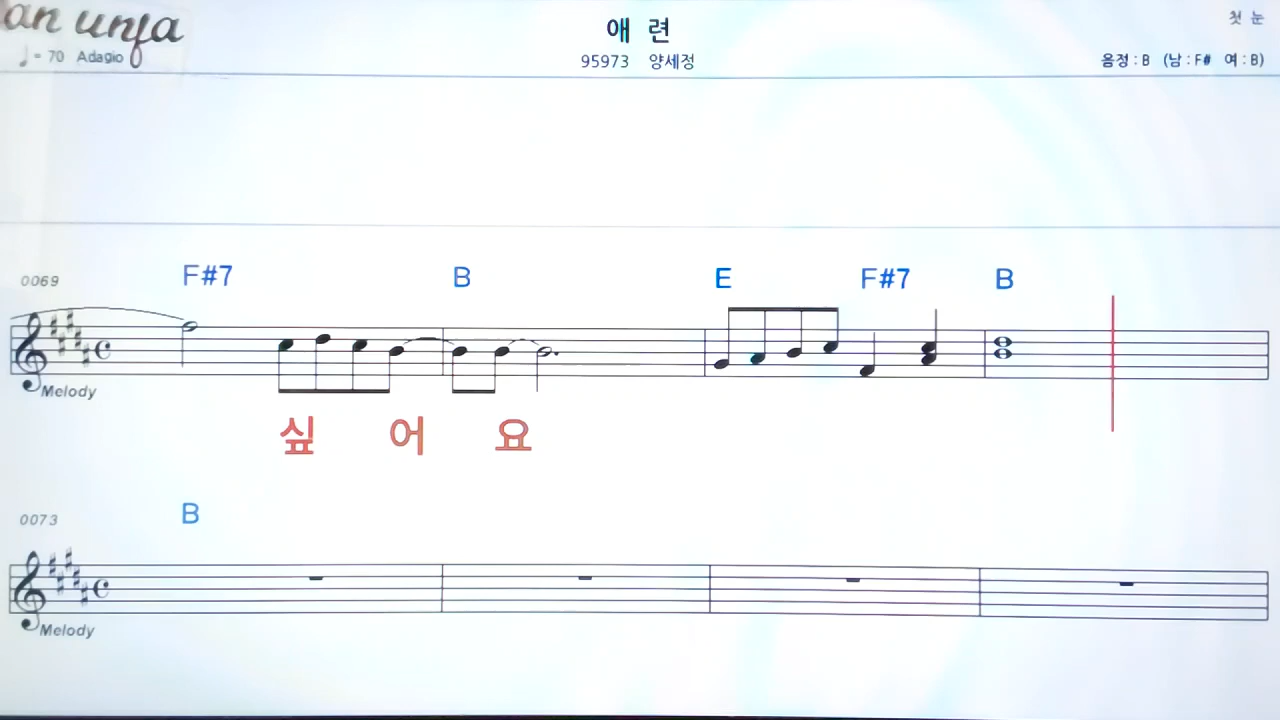 an unfa
애 련
첫 눈
♩= 70 Adagio
95973 양세정
음정 : B (남 : F# 여 : B)
0069
F#7 B E F#7 B
Melody
싶 어 요
0073
B
Melody